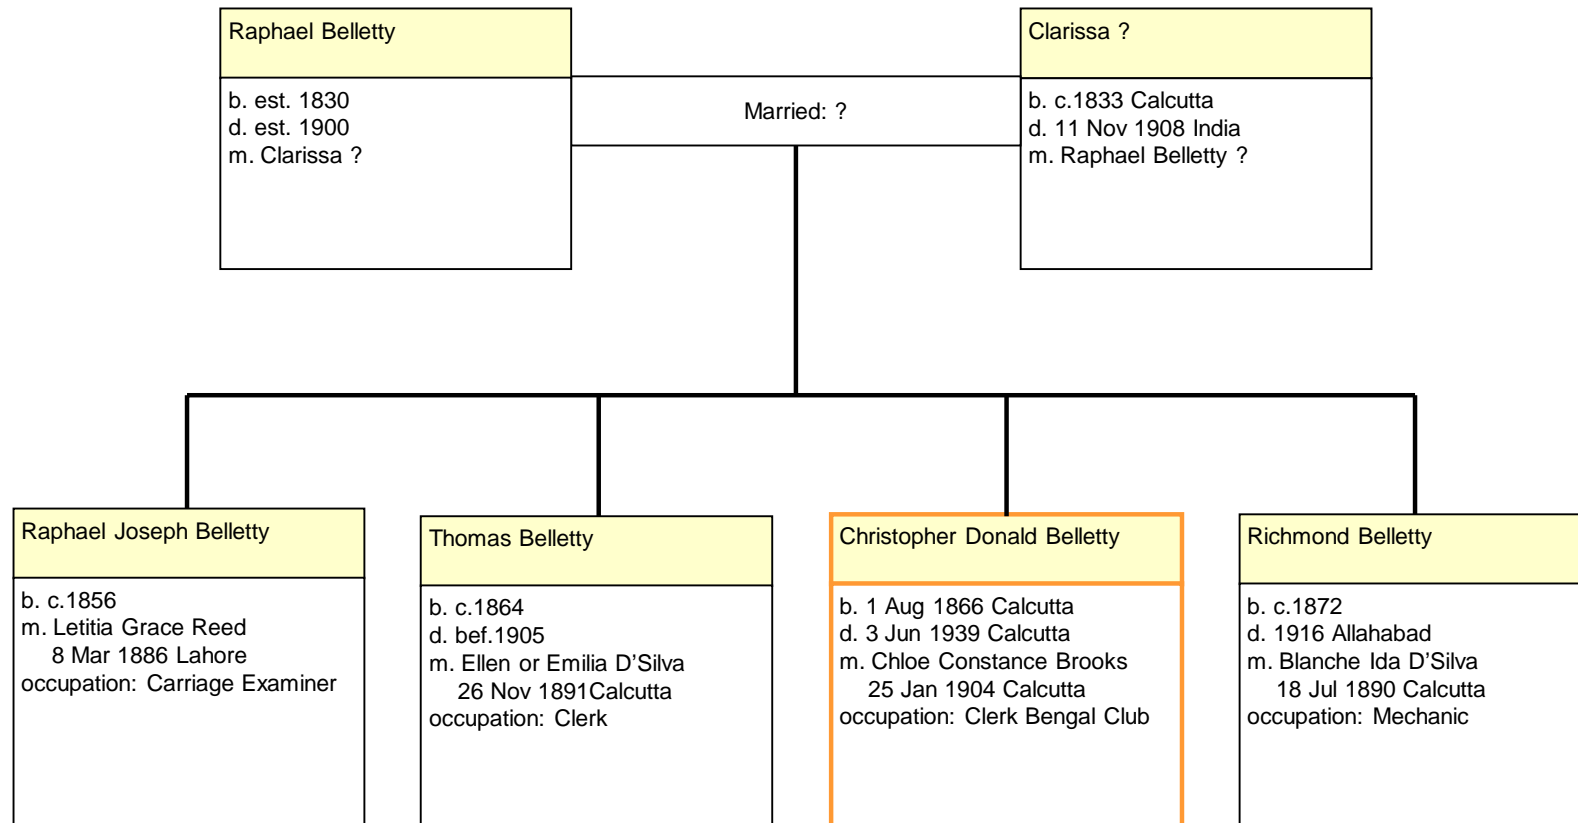 Raphael Belletty
b. est. 1830
d. est. 1900
m. Clarissa ?
Married: ?
Clarissa ?
b. c.1833 Calcutta
d. 11 Nov 1908 India
m. Raphael Belletty ?
Raphael Joseph Belletty
b. c.1856
m. Letitia Grace Reed
8 Mar 1886 Lahore
occupation: Carriage Examiner
Thomas Belletty
b. c.1864
d. bef.1905
m. Ellen or Emilia D’Silva
26 Nov 1891Calcutta
occupation: Clerk
Christopher Donald Belletty
b. 1 Aug 1866 Calcutta
d. 3 Jun 1939 Calcutta
m. Chloe Constance Brooks
25 Jan 1904 Calcutta
occupation: Clerk Bengal Club
Richmond Belletty
b. c.1872
d. 1916 Allahabad
m. Blanche Ida D’Silva
18 Jul 1890 Calcutta
occupation: Mechanic